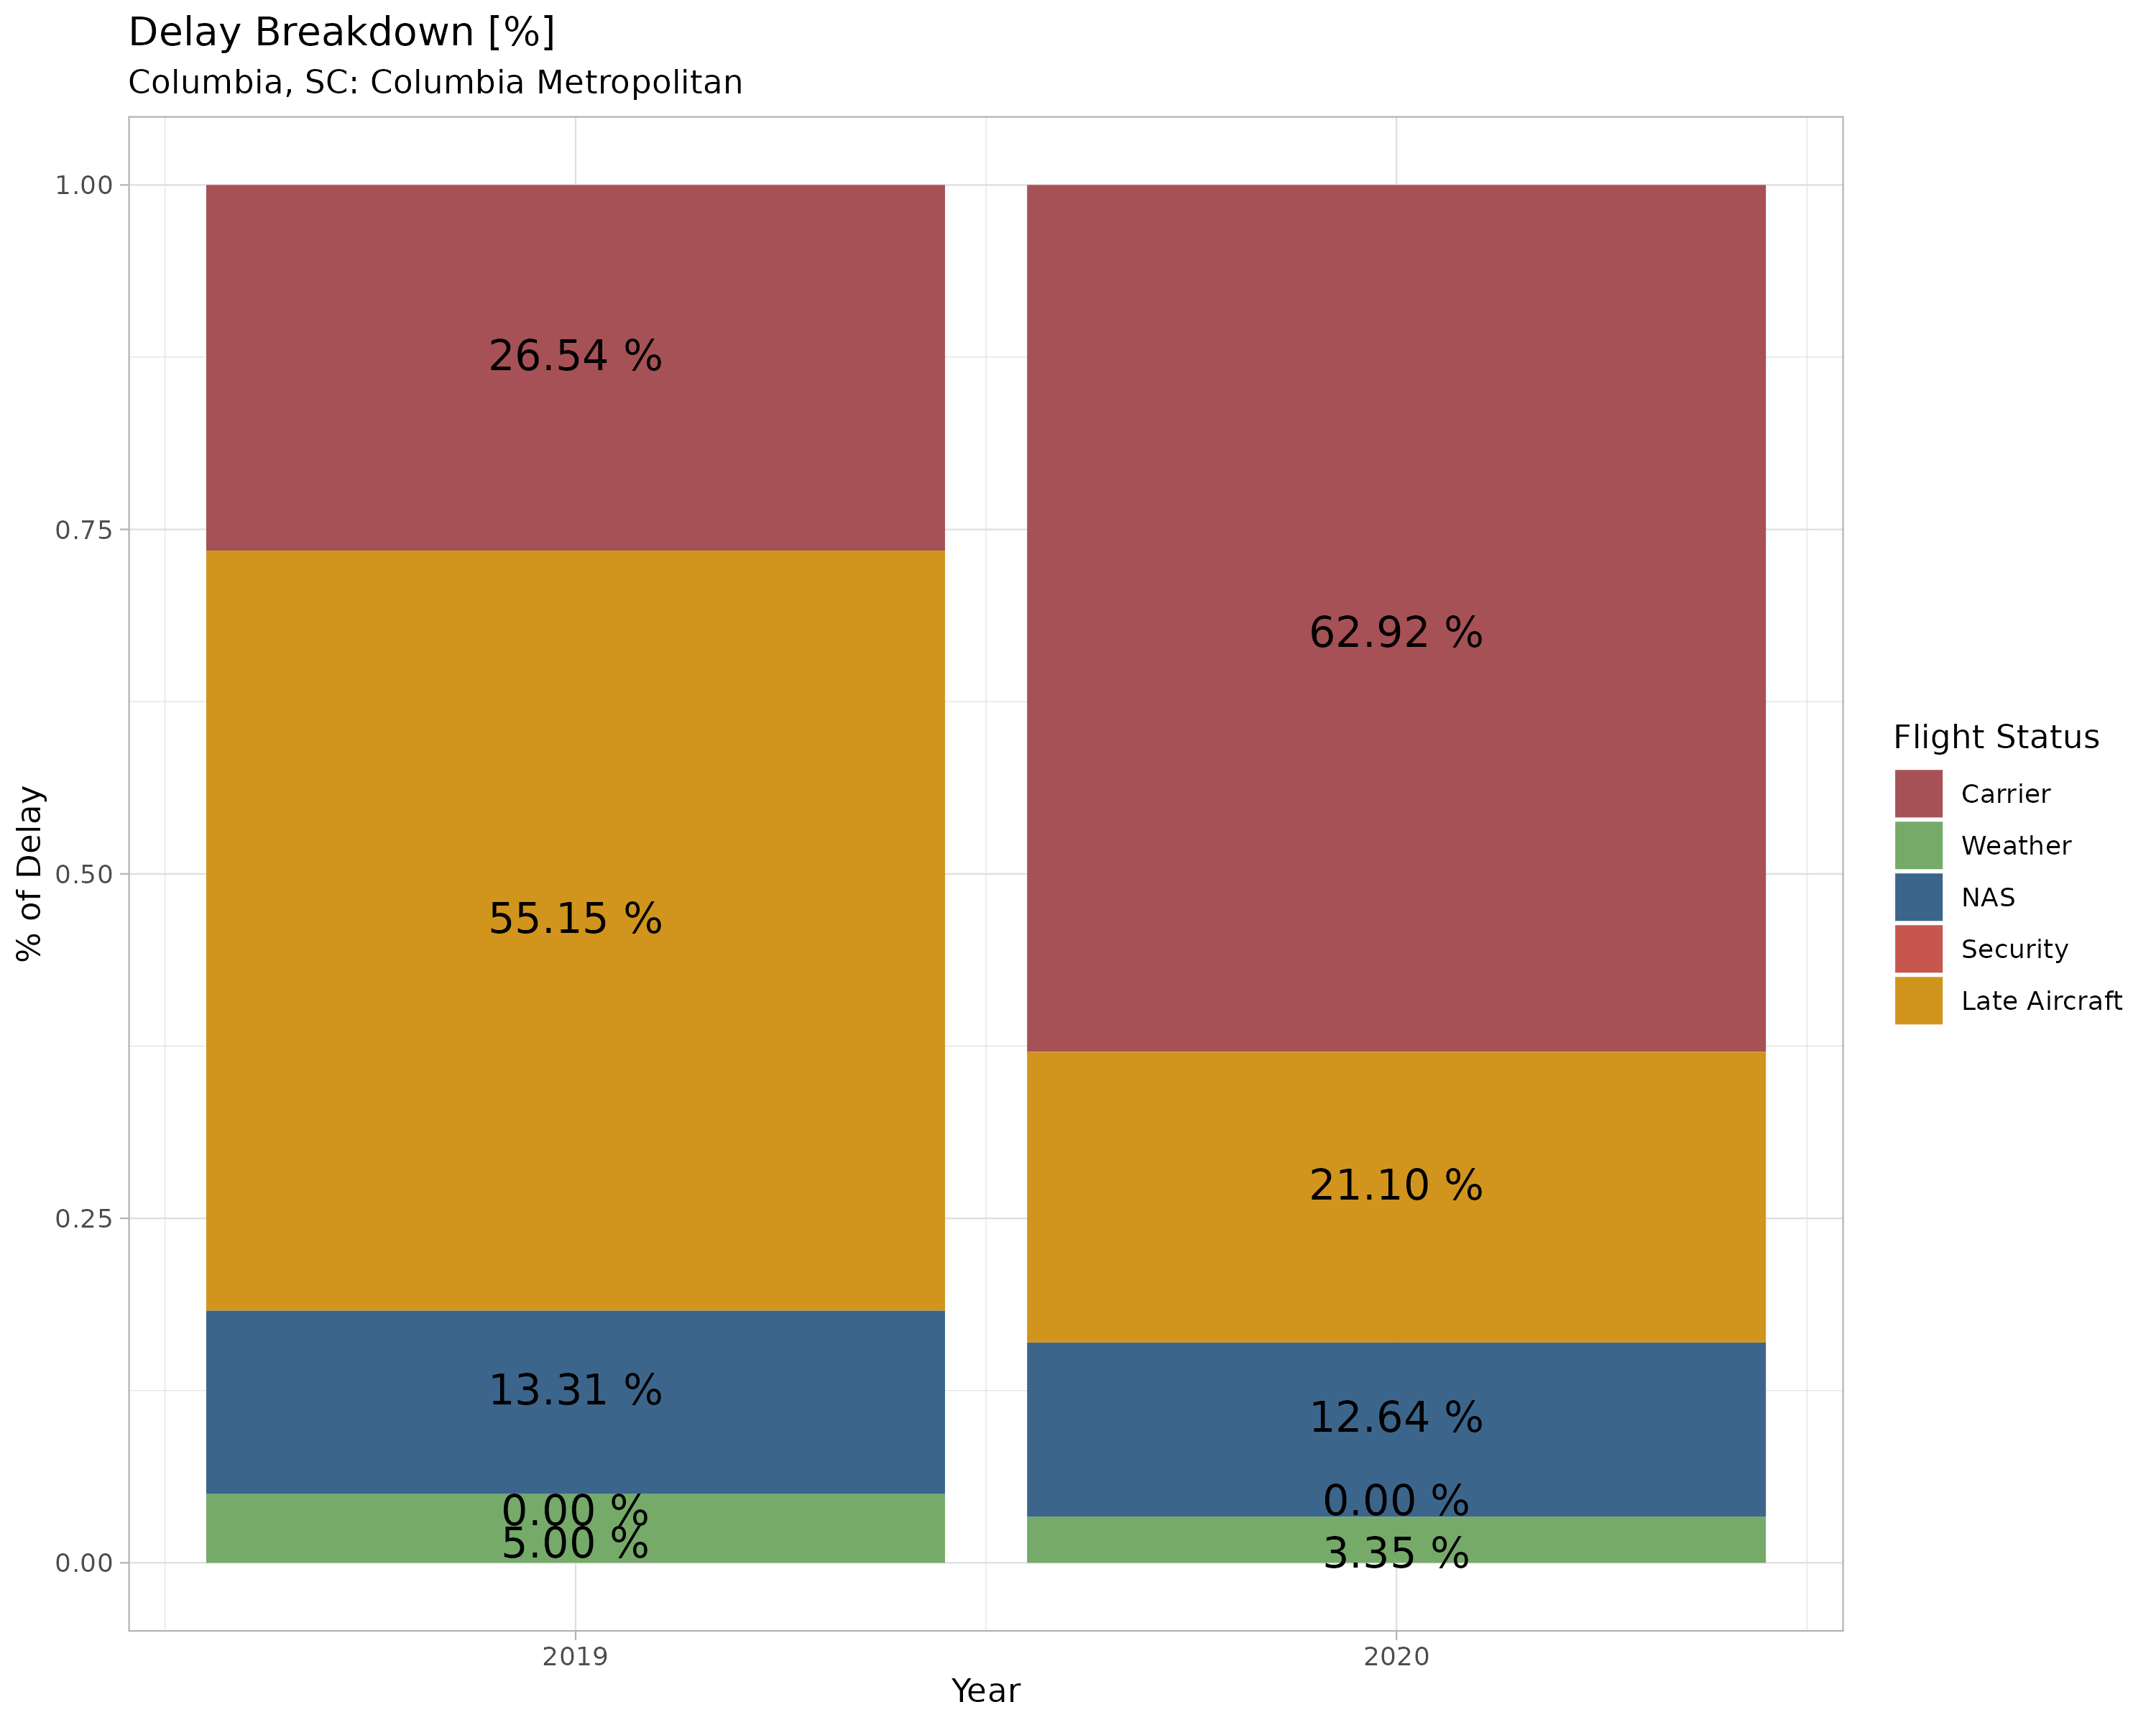 Delay Breakdown [%]
Columbia, SC: Columbia Metropolitan
1.00
0.75
0.50
0.25
0.00
% of Delay
26.54 %
55.15 %
13.31 %
0.00 %
5.00 %
62.92 %
21.10 %
12.64 %
0.00 %
3.35 %
2019
2020
Year
Flight Status
Carrier
Weather
NAS
Security
Late Aircraft